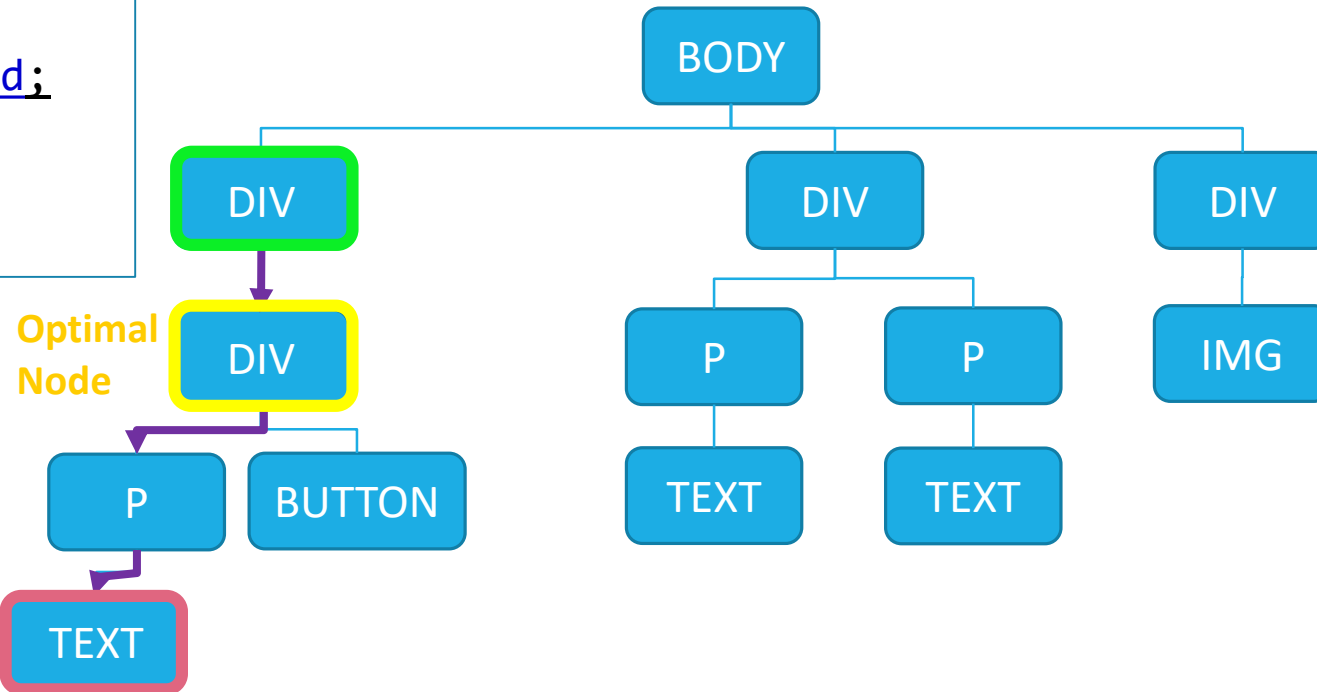 d;
BODY
DIV
DIV
DIV
Optimal
Node
DIV
P
P
IMG
P
BUTTON
TEXT
TEXT
TEXT